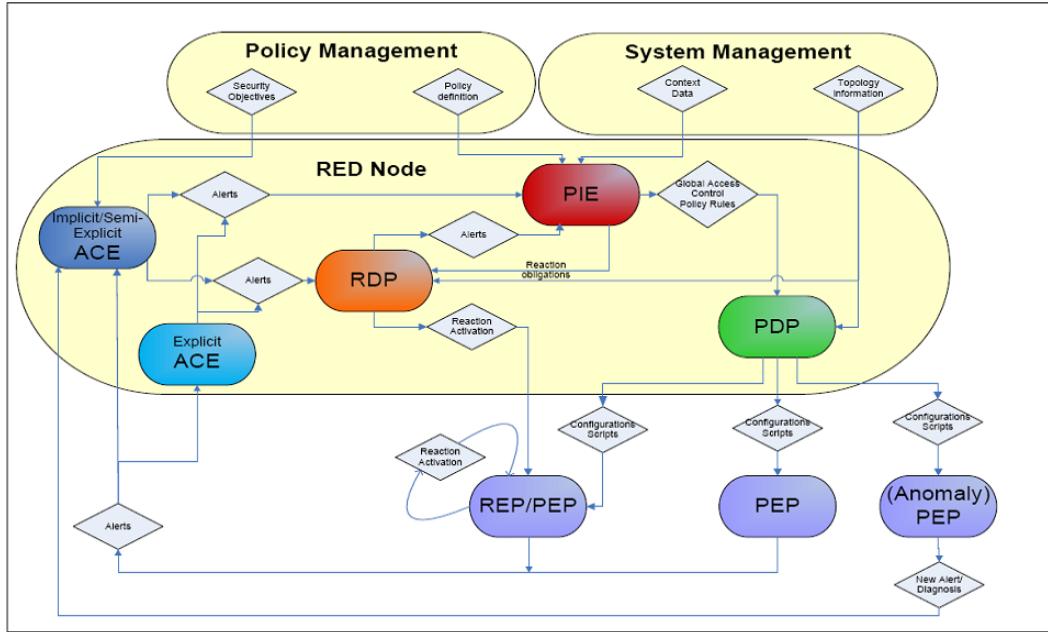 Policy Management
System Management
Security
Objectives
Policy
definition
Context
Data
Topology
Information
RED Node
Alerts
PIE
Global Access
Control
Policy Rules
Implicit/Semi-
Explicit
ACE
Alerts
Alerts
RDP
Reaction
obligations
Reaction
Activation
PDP
Explicit
ACE
Configurations
Scripts
Configurations
Scripts
Configurations
Scripts
Reaction
Activation
REP/PEP
PEP
(Anomaly)
PEP
Alerts
New Alert/
Diagnosis